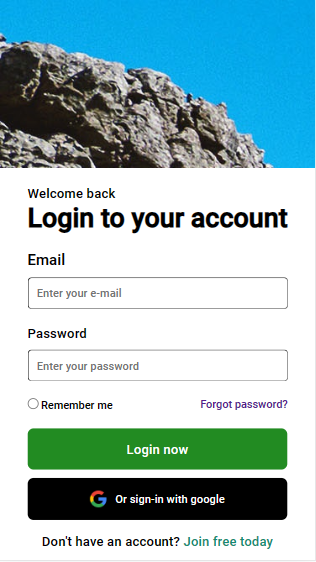 Welcome back
Login to your account
Email
Enter your e-mail
Password
Enter your password
Remember me Forgot password?
Login now
Or sign-in with google
Don't have an account? Join free today